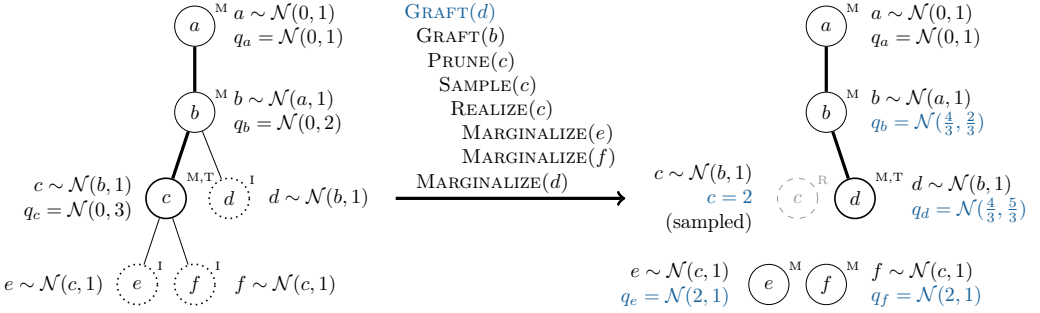 a
M
a ∼ N(0, 1)
q_a = N(0, 1)
b
M
b ∼ N(a, 1)
q_b = N(0, 2)
c ∼ N(b, 1)
q_c = N(0, 3)
c
M,T
d
I
d ∼ N(b, 1)
e ∼ N(c, 1)
e
I
f
I
f ∼ N(c, 1)
GRAFT(d)
GRAFT(b)
PRUNE(c)
SAMPLE(c)
REALIZE(c)
MARGINALIZE(e)
MARGINALIZE(f)
MARGINALIZE(d)
a
M
a ∼ N(0, 1)
q_a = N(0, 1)
b
M
b ∼ N(a, 1)
q_b = N(4/3, 2/3)
c ∼ N(b, 1)
c = 2
(sampled)
c
R
d
M,T
d ∼ N(b, 1)
q_d = N(4/3, 5/3)
e ∼ N(c, 1)
q_e = N(2, 1)
e
M
f
M
f ∼ N(c, 1)
q_f = N(2, 1)